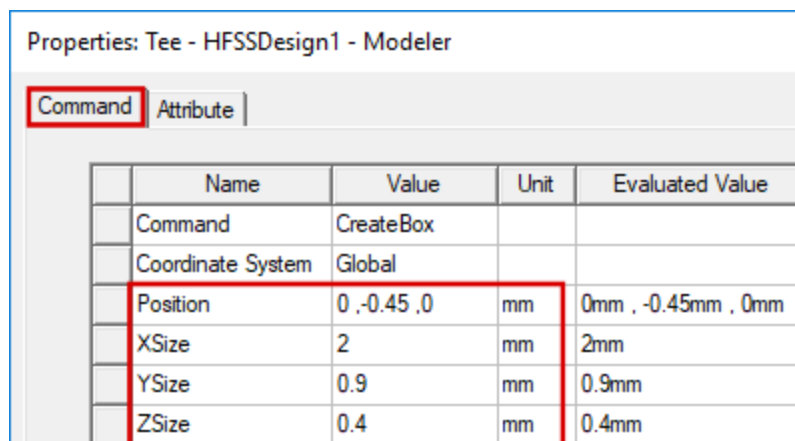 Properties: Tee - HFSSDesign1 - Modeler
Command Attribute
Name Value Unit Evaluated Value
Command CreateBox
Coordinate System Global
Position 0 ,-0.45 ,0 mm 0mm , -0.45mm , 0mm
XSize 2 mm 2mm
YSize 0.9 mm 0.9mm
ZSize 0.4 mm 0.4mm